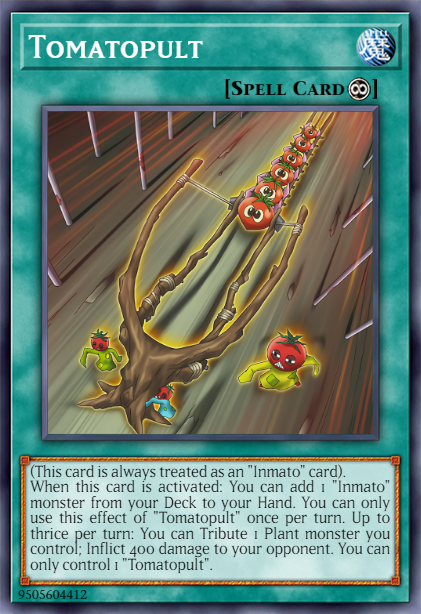 Tomatopult
魔
[Spell Card]
(This card is always treated as an "Inmato" card).
When this card is activated: You can add 1 "Inmato"
monster from your Deck to your Hand. You can only
use this effect of "Tomatopult" once per turn. Up to
thrice per turn: You can Tribute 1 Plant monster you
control; Inflict 400 damage to your opponent. You can
only control 1 "Tomatopult".
9505604412